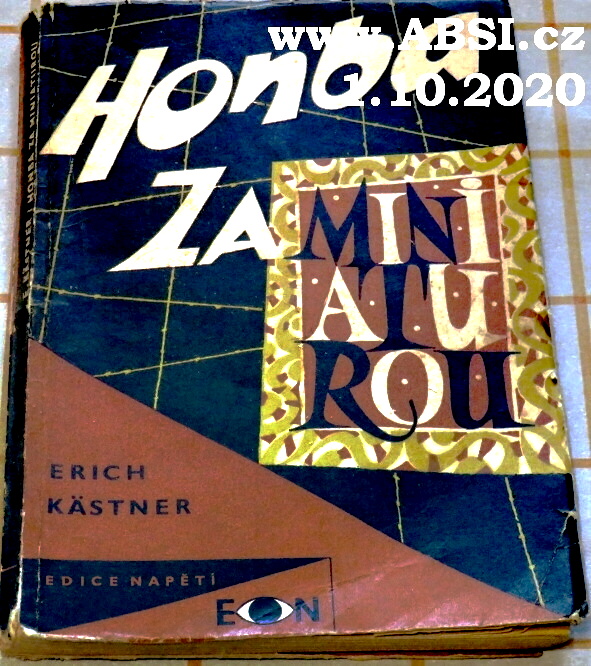 www.ABSI.cz
1.10.2020
Honba
za
MINI
ATU
ROU
E. KÄSTNER / HONBA ZA MINIATUROU
ERICH
KÄSTNER
EDICE NAPĚTÍ
EON